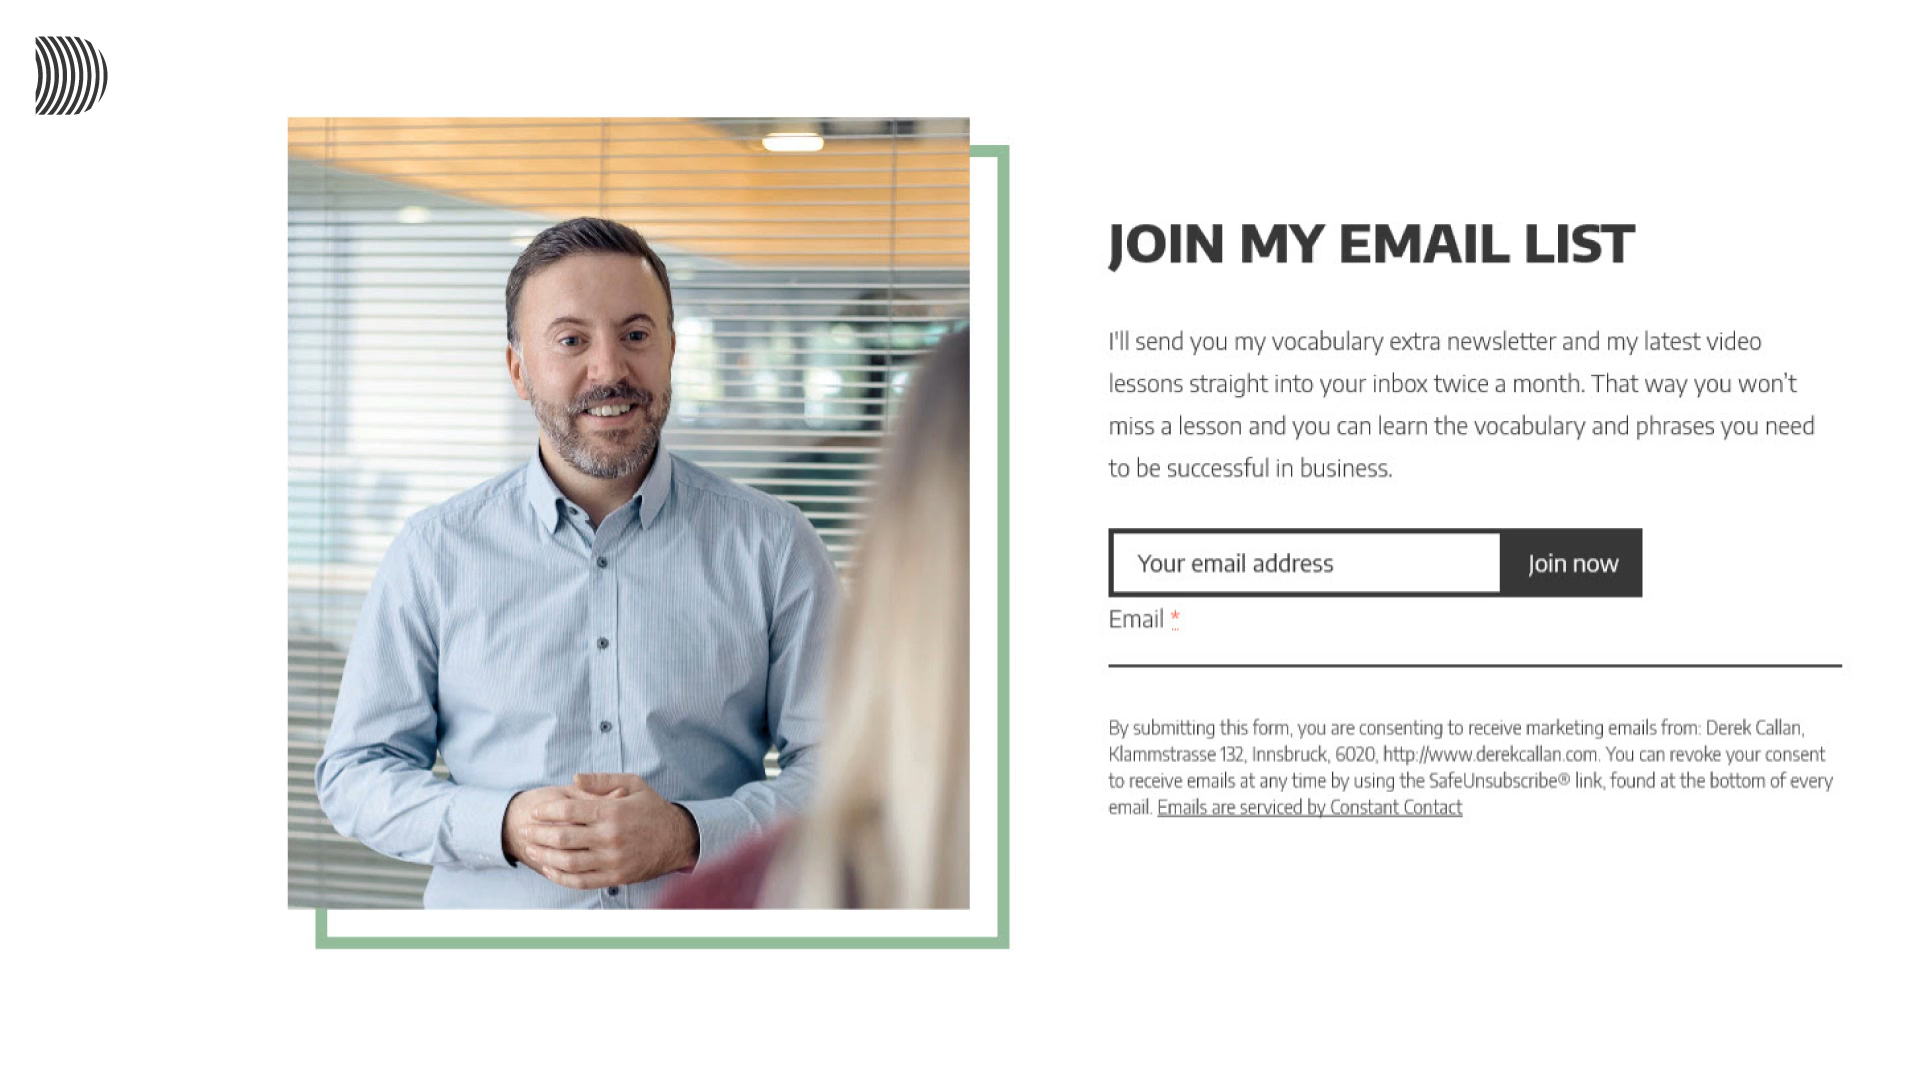 JOIN MY EMAIL LIST
I'll send you my vocabulary extra newsletter and my latest video
lessons straight into your inbox twice a month. That way you won't
miss a lesson and you can learn the vocabulary and phrases you need
to be successful in business.
Your email address Join now
Email *
By submitting this form, you are consenting to receive marketing emails from: Derek Callan,
Klammstrasse 132, Innsbruck, 6020, http://www.derekcallan.com. You can revoke your consent
to receive emails at any time by using the SafeUnsubscribe® link, found at the bottom of every
email. Emails are serviced by Constant Contact